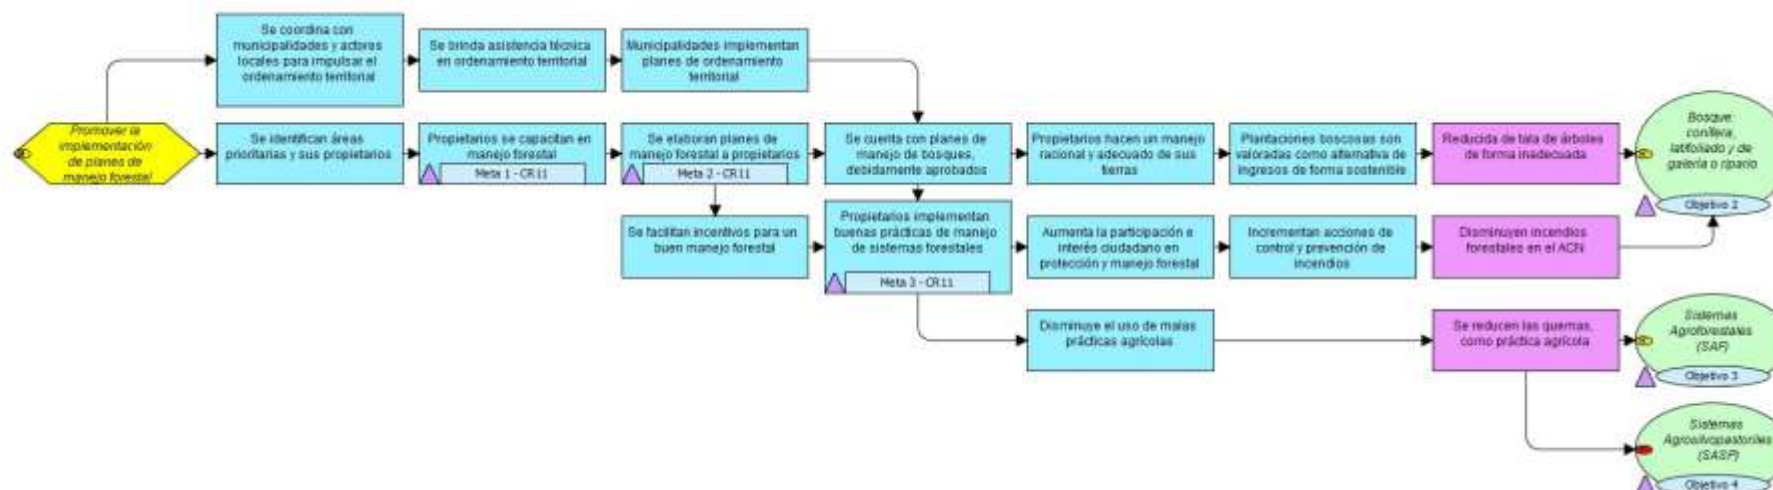 Se coordina con
municipalidades y actores
locales para impulsar el
ordenamiento territorial
Se brinda asistencia técnica
en ordenamiento territorial
Municipalidades implementan
planes de ordenamiento
territorial
Promover la
implementación
de planes de
manejo forestal
Se identifican áreas
prioritarias y sus propietarios
Propietarios se capacitan en
manejo forestal
Meta 1 - CR11
Se elaboran planes de
manejo forestal a propietarios
Meta 2 - CR11
Se cuenta con planes de
manejo de bosques,
debidamente aprobados
Propietarios hacen un manejo
racional y adecuado de sus
tierras
Plantaciones boscosas son
valoradas como alternativa de
ingresos de forma sostenible
Reducida de tala de árboles
de forma inadecuada
Bosque
conífera,
latifoliado y de
galería o ripario
Objetivo 2
Se facilitan incentivos para un
buen manejo forestal
Propietarios implementan
buenas prácticas de manejo
de sistemas forestales
Meta 3 - CR11
Aumenta la participación e
interés ciudadano en
protección y manejo forestal
Incrementan acciones de
control y prevención de
incendios
Disminuyen incendios
forestales en el ACN
Disminuye el uso de malas
prácticas agrícolas
Se reducen las quemas,
como práctica agrícola
Sistemas
Agroforestales
(SAF)
Objetivo 3
Sistemas
Agrosilvopastoriles
(SASP)
Objetivo 4